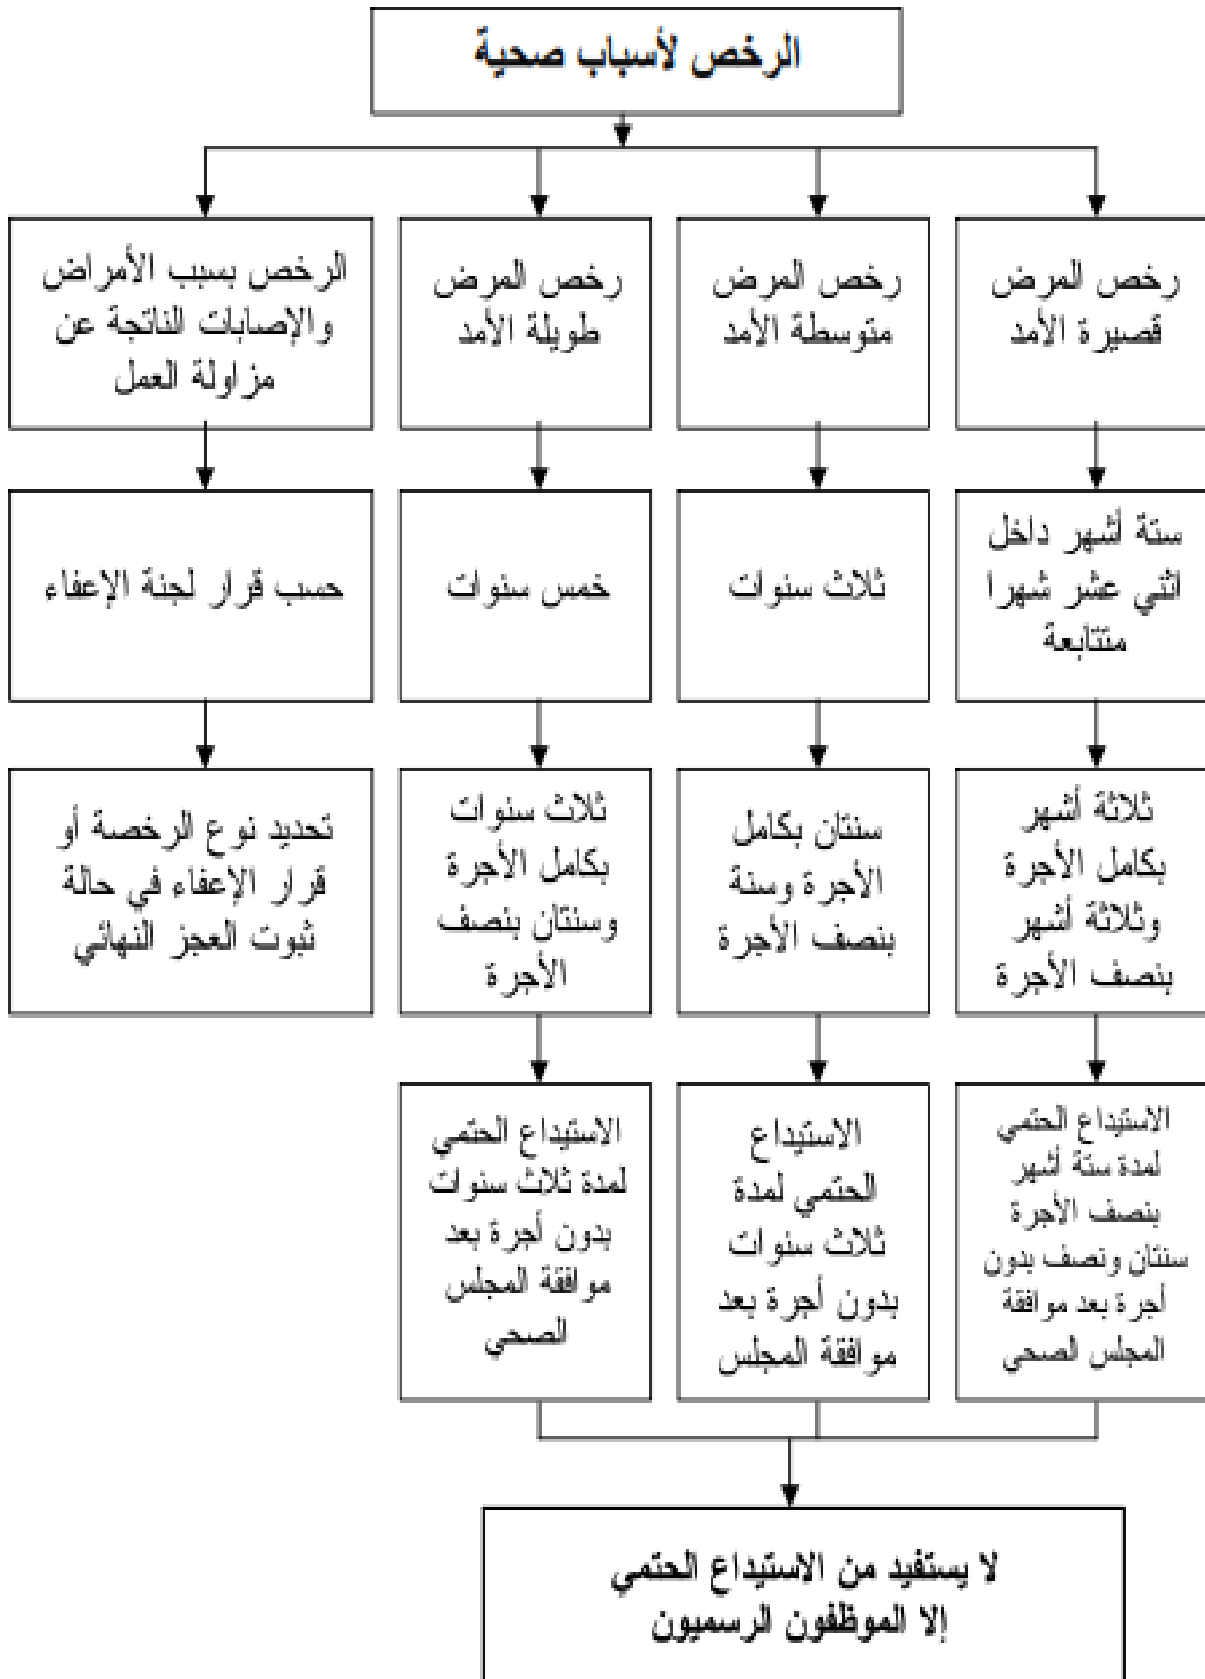 الرخص لأسباب صحية
رخص المرض
قصيرة الأمد
رخص المرض
متوسطة الأمد
رخص المرض
طويلة الأمد
الرخص بسبب الأمراض
والإصابات الناتجة عن
مزاولة العمل
ستة أشهر داخل
اثني عشر شهرا
متتابعة
ثلاث سنوات
خمس سنوات
حسب قرار لجنة الإعفاء
ثلاثة أشهر
بكامل الأجرة
وثلاثة أشهر
بنصف الأجرة
سنتان بكامل
الأجرة وسنة
بنصف الأجرة
ثلاث سنوات
بكامل الأجرة
وسنتان بنصف
الأجرة
تحديد نوع الرخصة أو
قرار الإعفاء في حالة
ثبوت العجز النهائي
الاستيداع الحتمي
لمدة ستة أشهر
بنصف الأجرة
سنتان ونصف بدون
أجرة بعد موافقة
المجلس الصحي
الاستيداع
الحتمي لمدة
ثلاث سنوات
بدون أجرة بعد
موافقة المجلس
الاستيداع الحتمي
لمدة ثلاث سنوات
بدون أجرة بعد
موافقة المجلس
الصحي
لا يستفيد من الاستيداع الحتمي
إلا الموظفون الرسميون